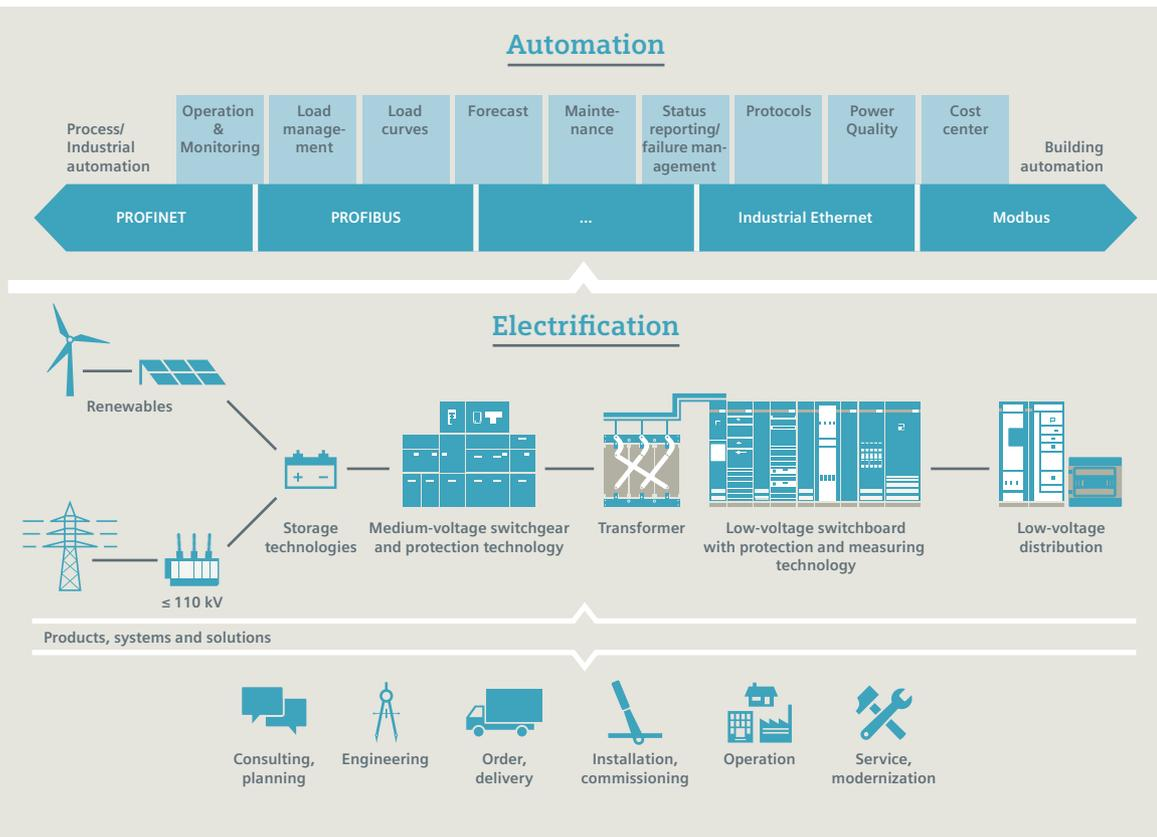 Automation
Process/
Industrial
automation
Operation
&
Monitoring
Load
manage-
ment
Load
curves
Forecast
Mainte-
nance
Status
reporting/
failure man-
agement
Protocols
Power
Quality
Cost
center
Building
automation
PROFINET
PROFIBUS
...
Industrial Ethernet
Modbus
Electrification
Renewables
≤ 110 kV
Storage
technologies
Medium-voltage switchgear
and protection technology
Transformer
Low-voltage switchboard
with protection and measuring
technology
Low-voltage
distribution
Products, systems and solutions
Consulting,
planning
Engineering
Order,
delivery
Installation,
commissioning
Operation
Service,
modernization